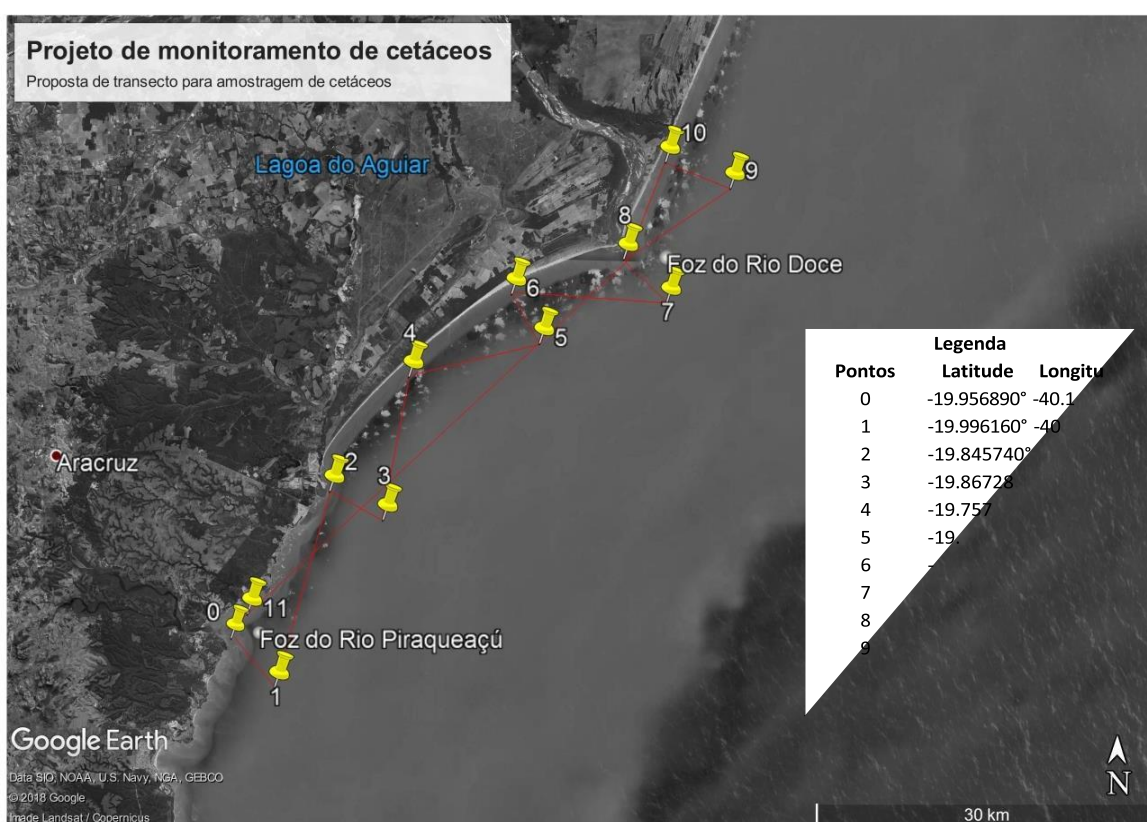 Projeto de monitoramento de cetáceos
Proposta de transecto para amostragem de cetáceos
10
Lagoa do Aguiar
9
8
Foz do Rio Doce
6
7
4
5
Legenda
Pontos Latitude Longitu
0 -19.956890° -40.1
1 -19.996160° -40
2 -19.845740°
3 -19.86728
4 -19.757
5 -19.
6 -
7
8
9
Aracruz
2
3
0
11
Foz do Rio Piraqueaçú
1
Google Earth
Data SIO, NOAA, U.S. Navy, NGA, GEBCO
© 2018 Google
Image Landsat / Copernicus
N
30 km